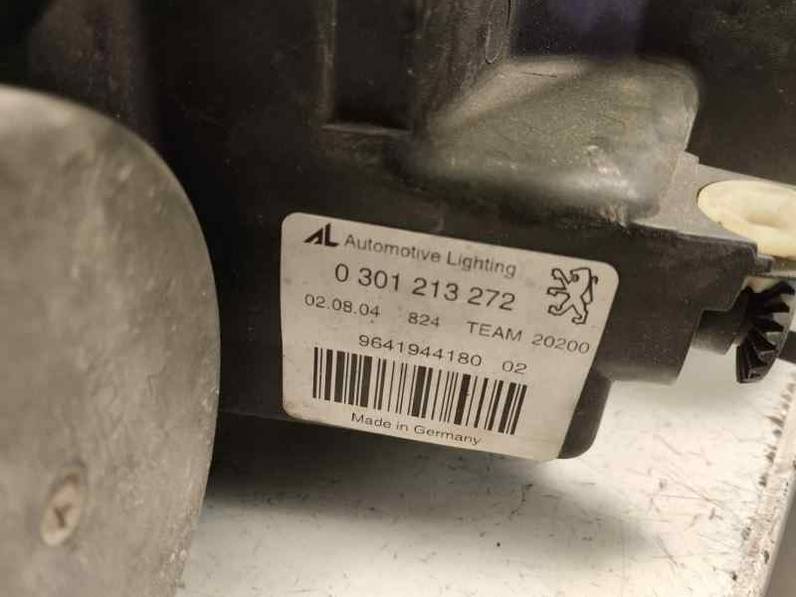 AL Automotive Lighting
0 301 213 272
02.08.04 824 TEAM 20200
9641944180 02
Made in Germany